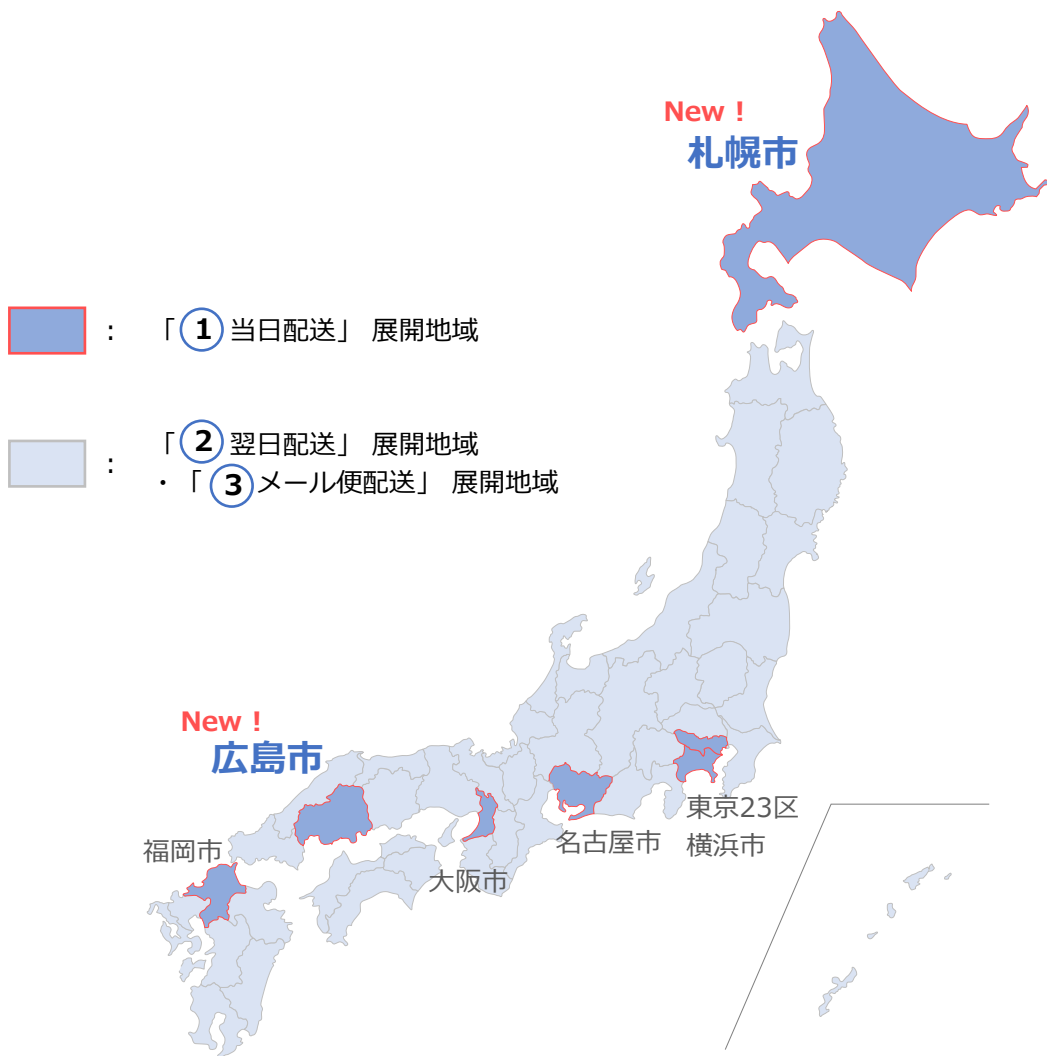 New！
札幌市
： 「①当日配送」 展開地域
： 「②翌日配送」 展開地域
・「③メール便配送」 展開地域
New！
広島市
福岡市
大阪市
名古屋市
東京23区
横浜市